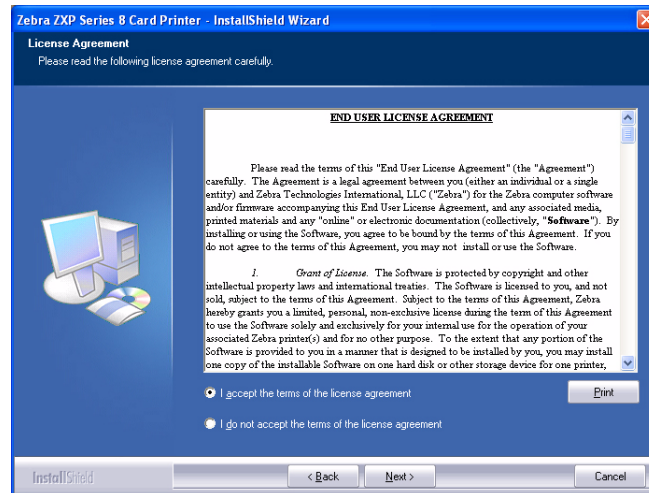 Zebra ZXP Series 8 Card Printer - InstallShield Wizard
License Agreement
Please read the following license agreement carefully.
END USER LICENSE AGREEMENT
Please read the terms of this "End User License Agreement" (the "Agreement")
carefully. The Agreement is a legal agreement between you (either an individual or a single
entity) and Zebra Technologies International, LLC ("Zebra") for the Zebra computer software
and/or firmware accompanying this End User License Agreement, and any associated media,
printed materials and any "online" or electronic documentation (collectively, "Software"). By
installing or using the Software, you agree to be bound by the terms of this Agreement. If you
do not agree to the terms of this Agreement, you may not install or use the Software.
1. Grant of License. The Software is protected by copyright and other
intellectual property laws and international treaties. The Software is licensed to you, and not
sold, subject to the terms of this Agreement. Subject to the terms of this Agreement, Zebra
hereby grants you a limited, personal, non-exclusive license during the term of this Agreement
to use the Software solely and exclusively for your internal use for the operation of your
associated Zebra printer(s) and for no other purpose. To the extent that any portion of the
Software is provided to you in a manner that is designed to be installed by you, you may install
one copy of the installable Software on one hard disk or other storage device for one printer,
I accept the terms of the license agreement
Print
I do not accept the terms of the license agreement
InstallShield
< Back
Next >
Cancel